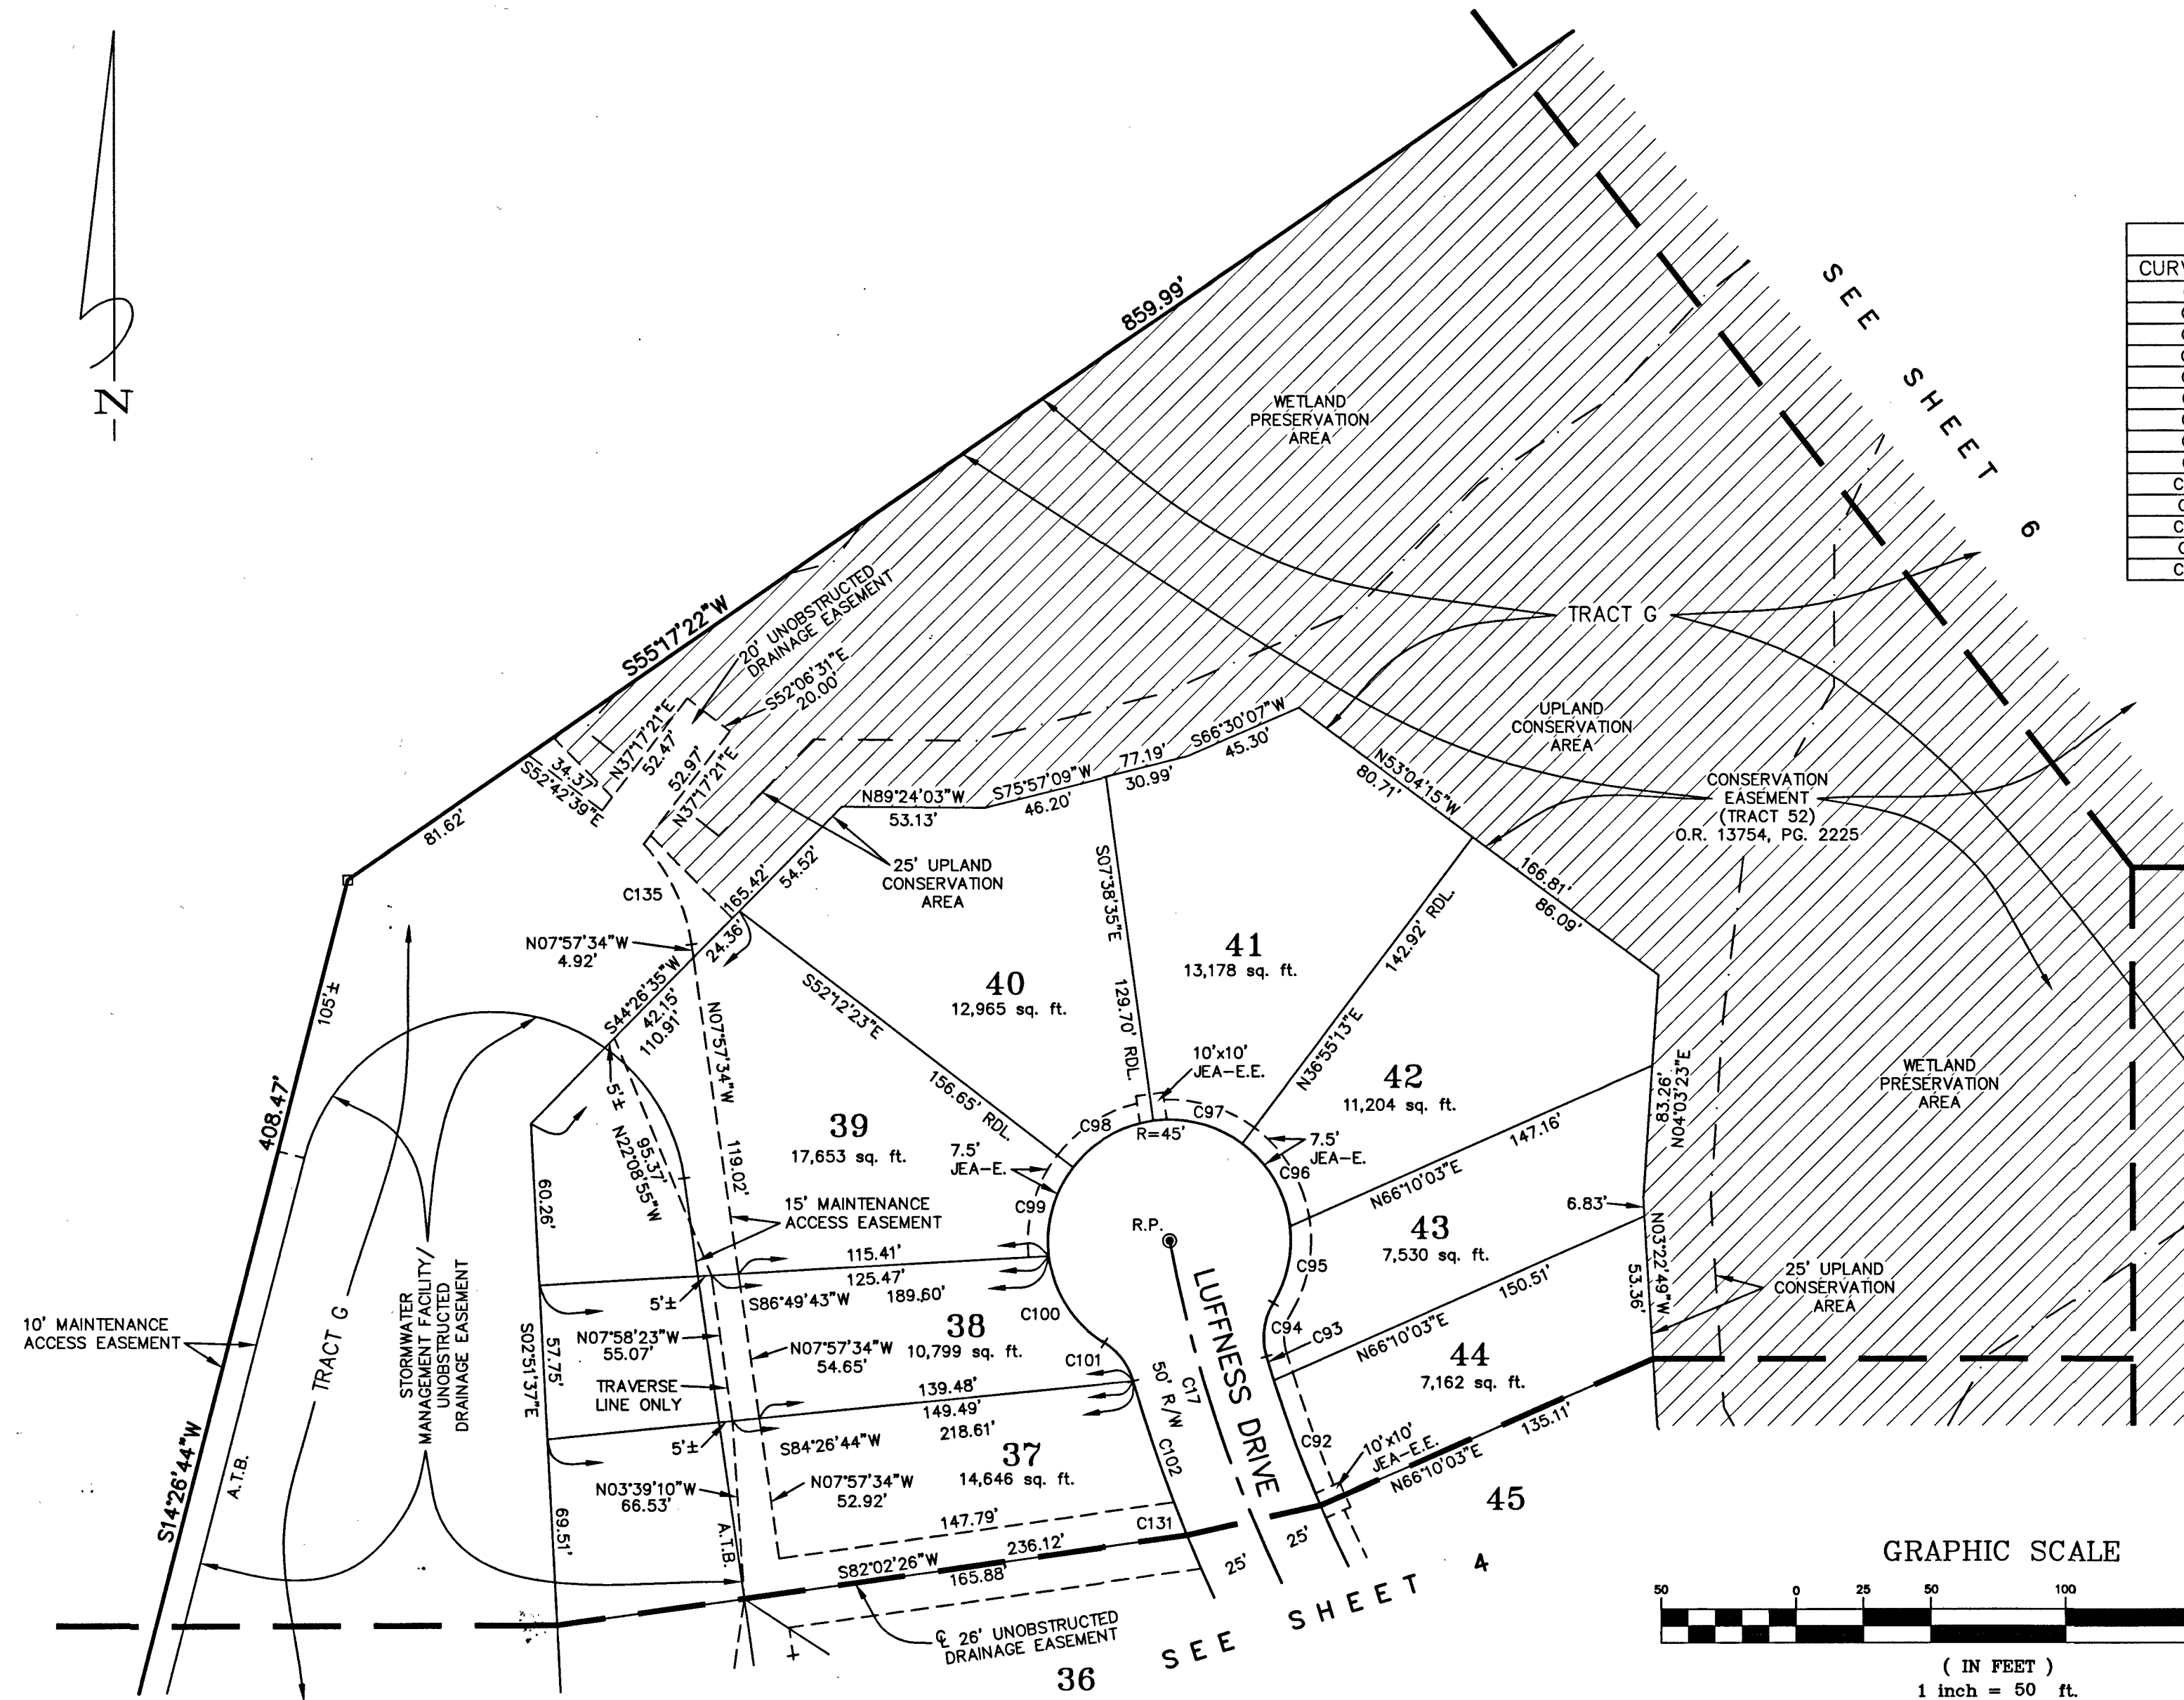 N
SEE SHEET 6
CUR
859.99'
WETLAND
PRESERVATION
AREA
S55°17'22"W
20' UNOBSTRUCTED
DRAINAGE EASEMENT
S52°06'31"E
20.00'
N37°17'21"E
52.47'
52.97'
N37°17'21"E
34.37'
S52°42'39"E
81.62'
TRACT G
UPLAND
CONSERVATION
AREA
CONSERVATION
EASEMENT
(TRACT 52)
O.R. 13754, PG. 2225
S66°30'07"W
45.30'
77.19'
30.99'
S75°57'09"W
46.20'
N89°24'03"W
53.13'
N53°04'15"W
80.71'
166.81'
86.09'
25' UPLAND
CONSERVATION
AREA
165.42'
54.52'
24.36'
C135
N07°57'34"W
4.92'
S44°26'35"W
42.15'
110.91'
105'±
408.47'
S14°26'44"W
S07°38'35"E
129.70' RDL.
41
13,178 sq. ft.
142.92' RDL.
N36°55'13"E
40
12,965 sq. ft.
S52°12'23"E
156.65' RDL.
10'x10'
JEA-E.E.
42
11,204 sq. ft.
WETLAND
PRESERVATION
AREA
83.26'
N04°03'23"E
N07°57'34"W
119.02'
5'±
95.37'
N22°08'55"W
39
17,653 sq. ft.
7.5'
JEA-E.
C98
C97
R=45'
7.5'
JEA-E.
C96
147.16'
N66°10'03"E
C99
R.P.
6.83'
43
7,530 sq. ft.
C95
60.26'
15' MAINTENANCE
ACCESS EASEMENT
115.41'
125.47'
189.60'
S86°49'43"W
5'±
N03°22'49"W
53.36'
25' UPLAND
CONSERVATION
AREA
150.51'
N66°10'03"E
10' MAINTENANCE
ACCESS EASEMENT
TRACT G
STORMWATER
MANAGEMENT FACILITY/
UNOBSTRUCTED
DRAINAGE EASEMENT
S02°51'37"E
57.75'
N07°58'23"W
55.07'
38
10,799 sq. ft.
N07°57'34"W
54.65'
C100
C101
C94
C93
44
7,162 sq. ft.
TRAVERSE
LINE ONLY
139.48'
149.49'
218.61'
S84°26'44"W
5'±
50' R/W
C17
LUFFNESS DRIVE
C102
C92
10'x10'
JEA-E.E.
135.11'
N66°10'03"E
37
14,646 sq. ft.
N03°39'10"W
66.53'
N07°57'34"W
52.92'
A.T.B.
A.T.B.
69.51'
147.79'
C131
45
236.12'
S82°02'26"W
165.88'
25'
25'
SEE SHEET 4
℄ 26' UNOBSTRUCTED
DRAINAGE EASEMENT
36
GRAPHIC SCALE
50 0 25 50 100
( IN FEET )
1 inch = 50 ft.